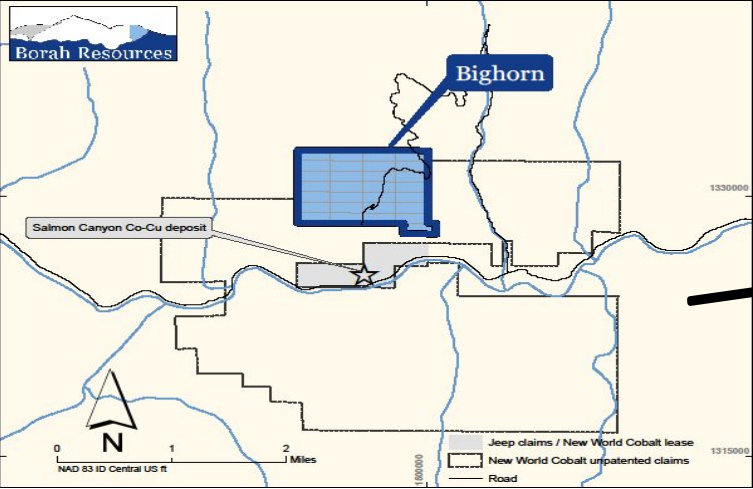 Borah Resources
Bighorn
1330000
Salmon Canyon Co-Cu deposit
N
0 1 2
Miles
NAD 83 ID Central US ft
Jeep claims / New World Cobalt lease
New World Cobalt unpatented claims
Road
1315000
1800000